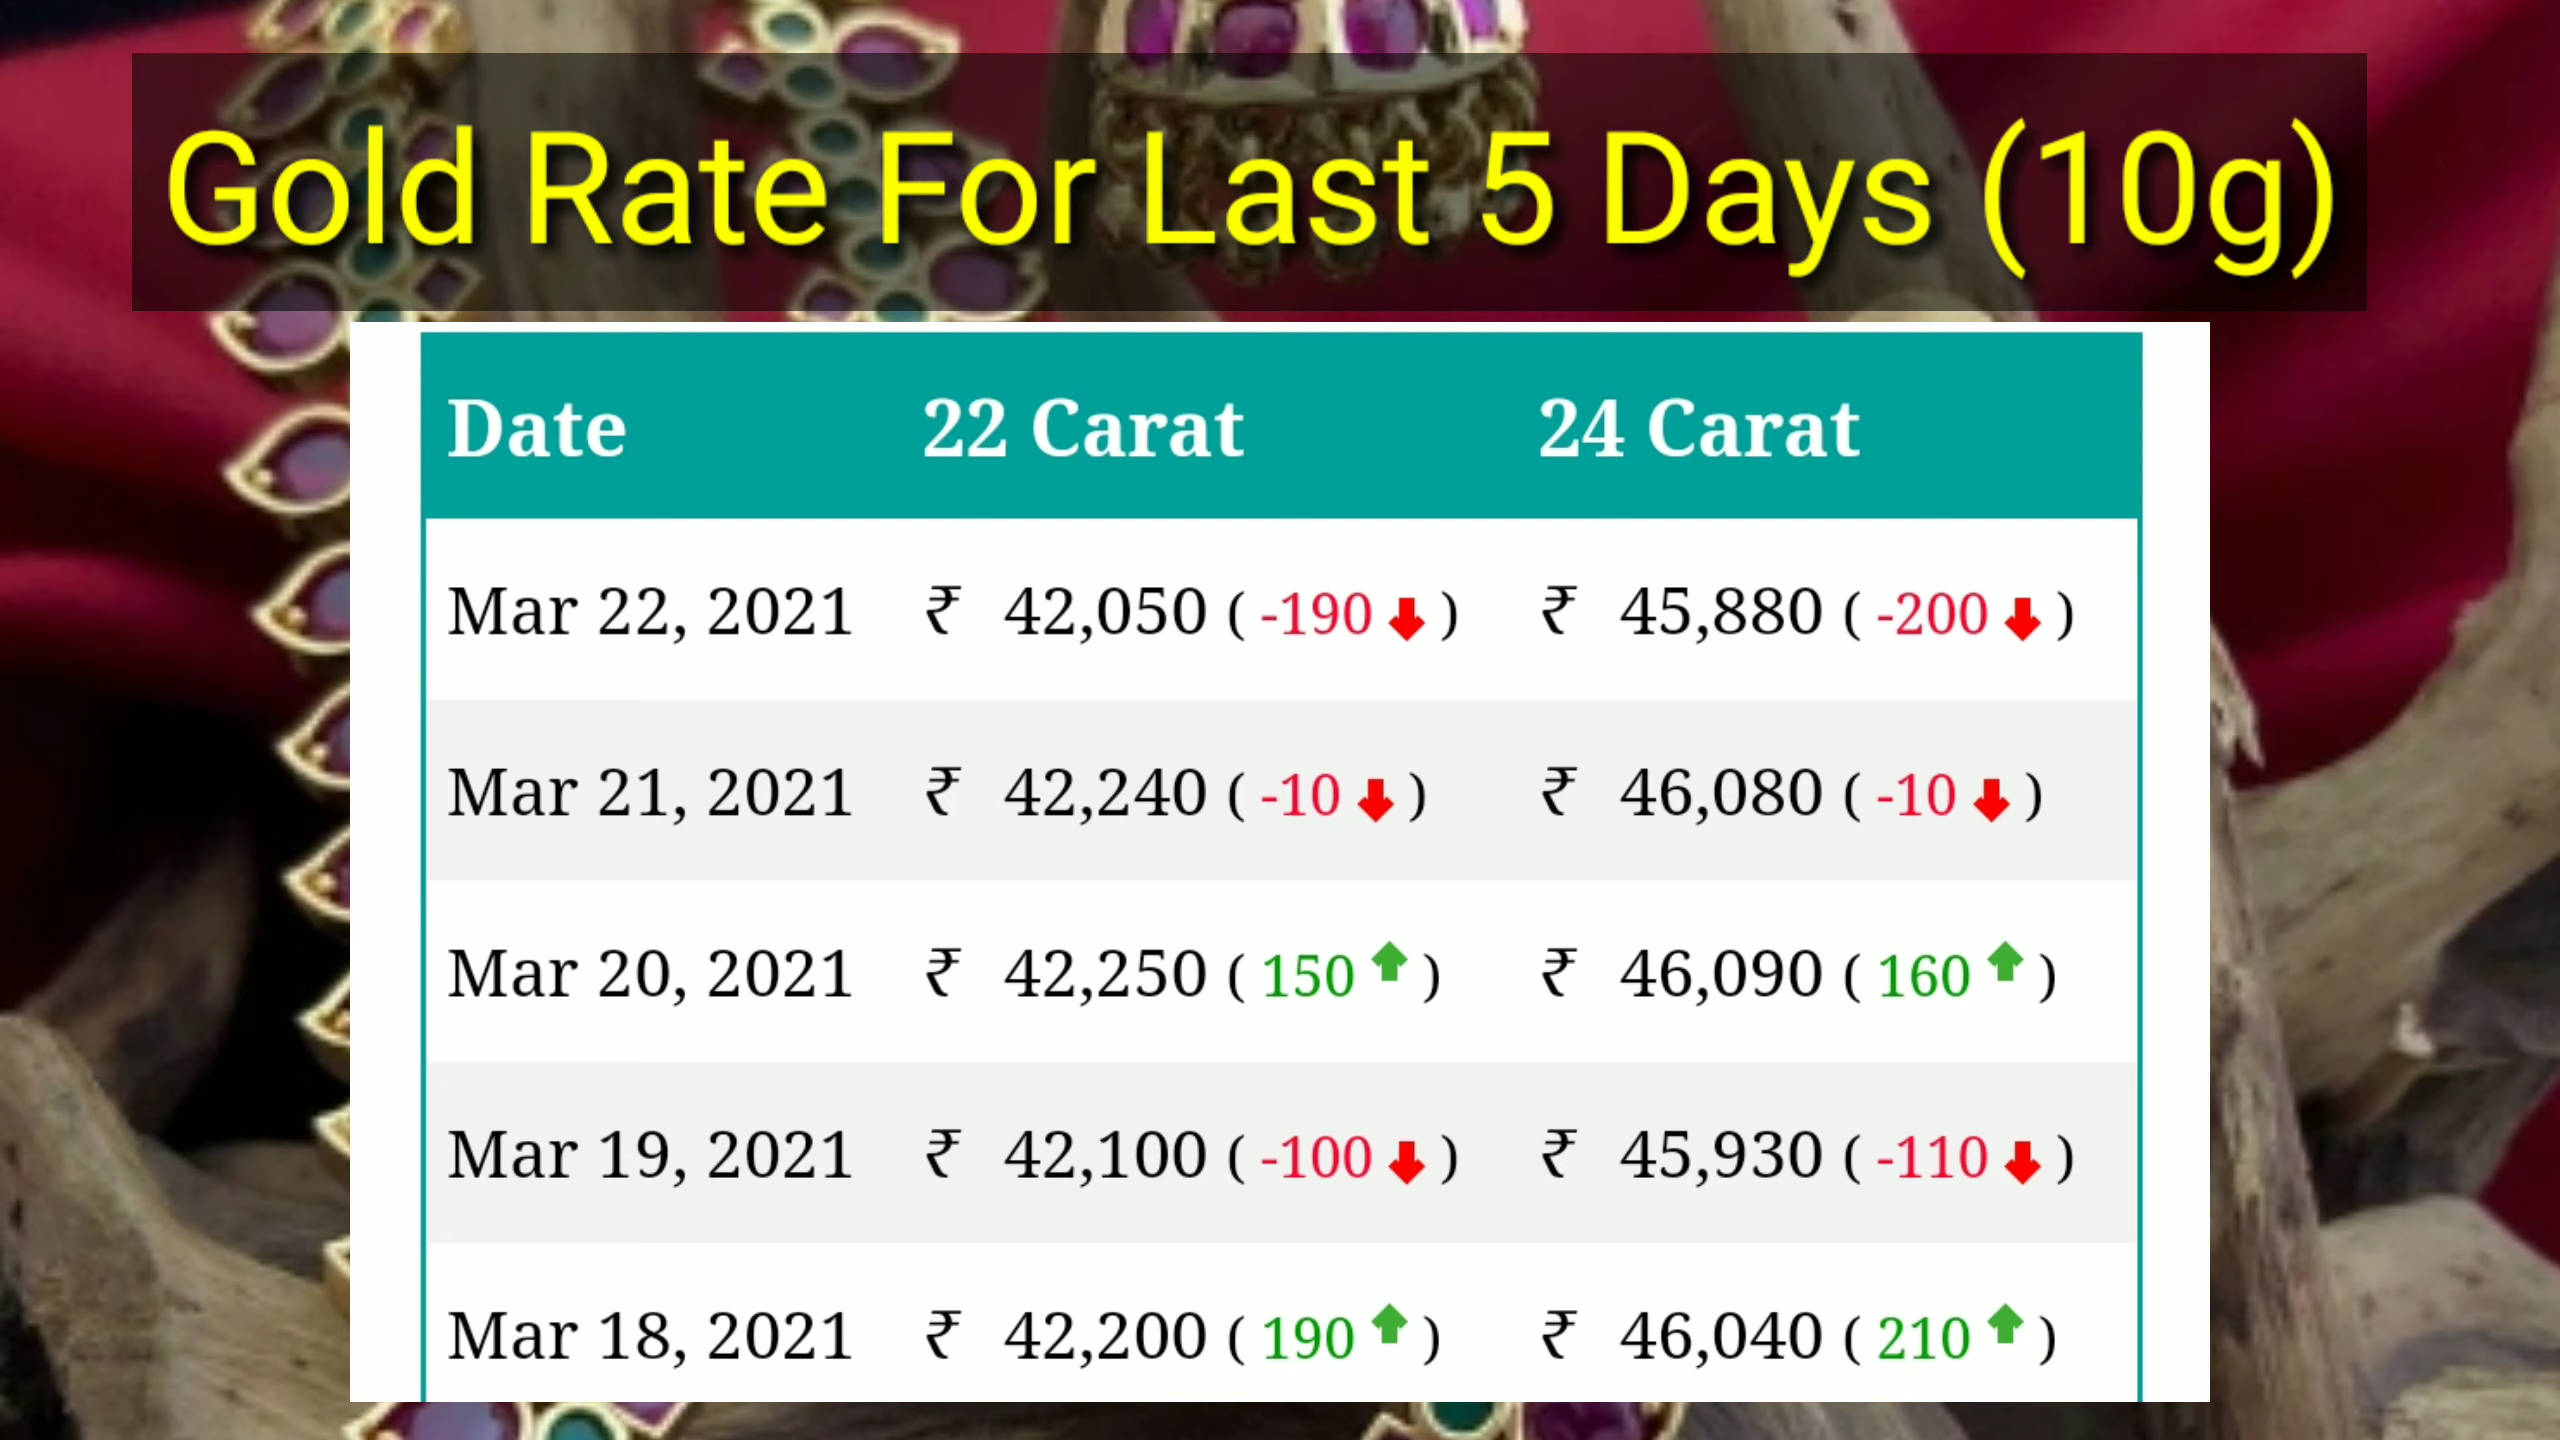 Gold Rate For Last 5 Days (10g)
Date 22 Carat 24 Carat
Mar 22, 2021 ₹ 42,050 ( -190 ⬇ ) ₹ 45,880 ( -200 ⬇ )
Mar 21, 2021 ₹ 42,240 ( -10 ⬇ ) ₹ 46,080 ( -10 ⬇ )
Mar 20, 2021 ₹ 42,250 ( 150 ⬆ ) ₹ 46,090 ( 160 ⬆ )
Mar 19, 2021 ₹ 42,100 ( -100 ⬇ ) ₹ 45,930 ( -110 ⬇ )
Mar 18, 2021 ₹ 42,200 ( 190 ⬆ ) ₹ 46,040 ( 210 ⬆ )